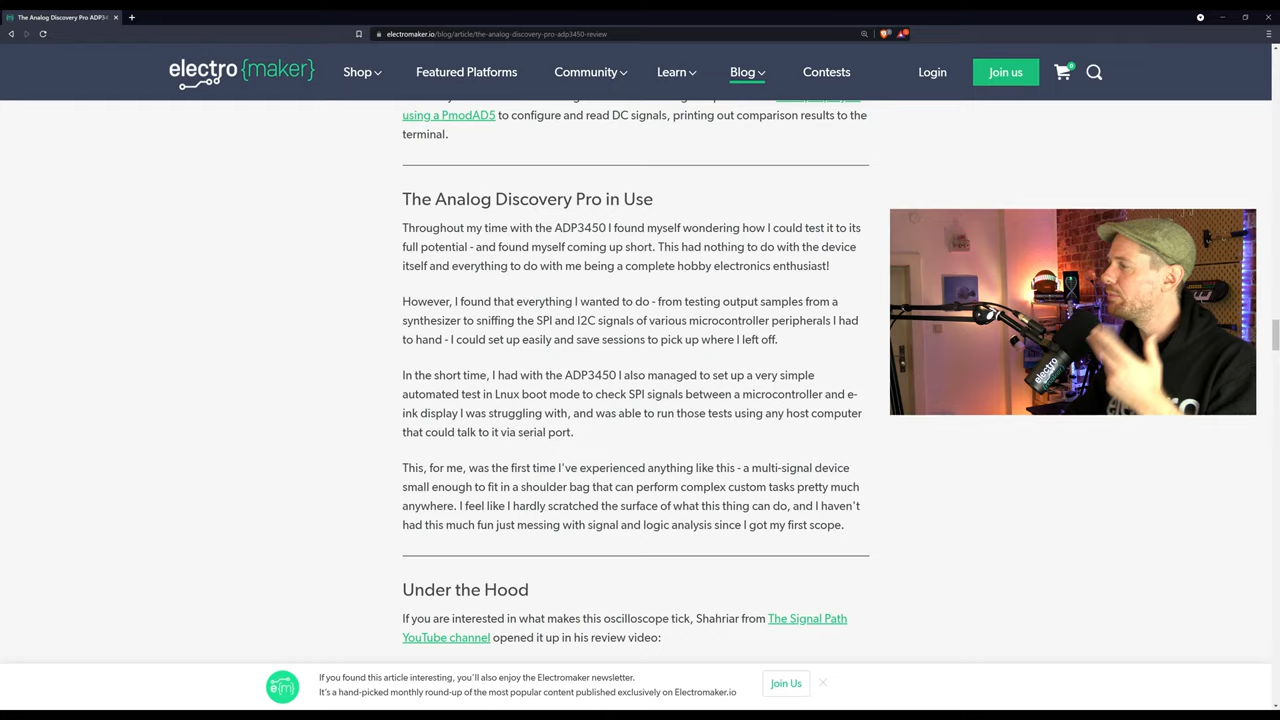 The Analog Discovery Pro ADP34
electromaker.io/blog/article/the-analog-discovery-pro-adp3450-review
electro{maker}
Shop
Featured Platforms
Community
Learn
Blog
Contests
Login
Join us
0
using a PmodAD5 to configure and read DC signals, printing out comparison results to the
terminal.
The Analog Discovery Pro in Use
Throughout my time with the ADP3450 I found myself wondering how I could test it to its
full potential - and found myself coming up short. This had nothing to do with the device
itself and everything to do with me being a complete hobby electronics enthusiast!
However, I found that everything I wanted to do - from testing output samples from a
synthesizer to sniffing the SPI and I2C signals of various microcontroller peripherals I had
to hand - I could set up easily and save sessions to pick up where I left off.
In the short time, I had with the ADP3450 I also managed to set up a very simple
automated test in Lnux boot mode to check SPI signals between a microcontroller and e-
ink display I was struggling with, and was able to run those tests using any host computer
that could talk to it via serial port.
This, for me, was the first time I've experienced anything like this - a multi-signal device
small enough to fit in a shoulder bag that can perform complex custom tasks pretty much
anywhere. I feel like I hardly scratched the surface of what this thing can do, and I haven't
had this much fun just messing with signal and logic analysis since I got my first scope.
Under the Hood
If you are interested in what makes this oscilloscope tick, Shahriar from The Signal Path
YouTube channel opened it up in his review video:
electro
e{m}
If you found this article interesting, you'll also enjoy the Electromaker newsletter.
It's a hand-picked monthly round-up of the most popular content published exclusively on Electromaker.io
Join Us